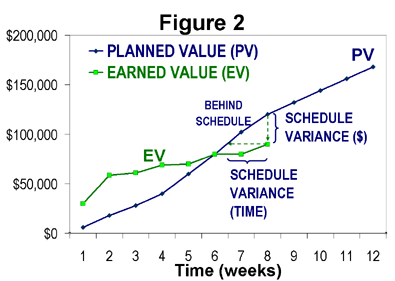 Figure 2
$200,000
$150,000
$100,000
$50,000
$0
PLANNED VALUE (PV)
EARNED VALUE (EV)
PV
BEHIND
SCHEDULE
SCHEDULE
VARIANCE ($)
EV
SCHEDULE
VARIANCE
(TIME)
1 2 3 4 5 6 7 8 9 10 11 12
Time (weeks)